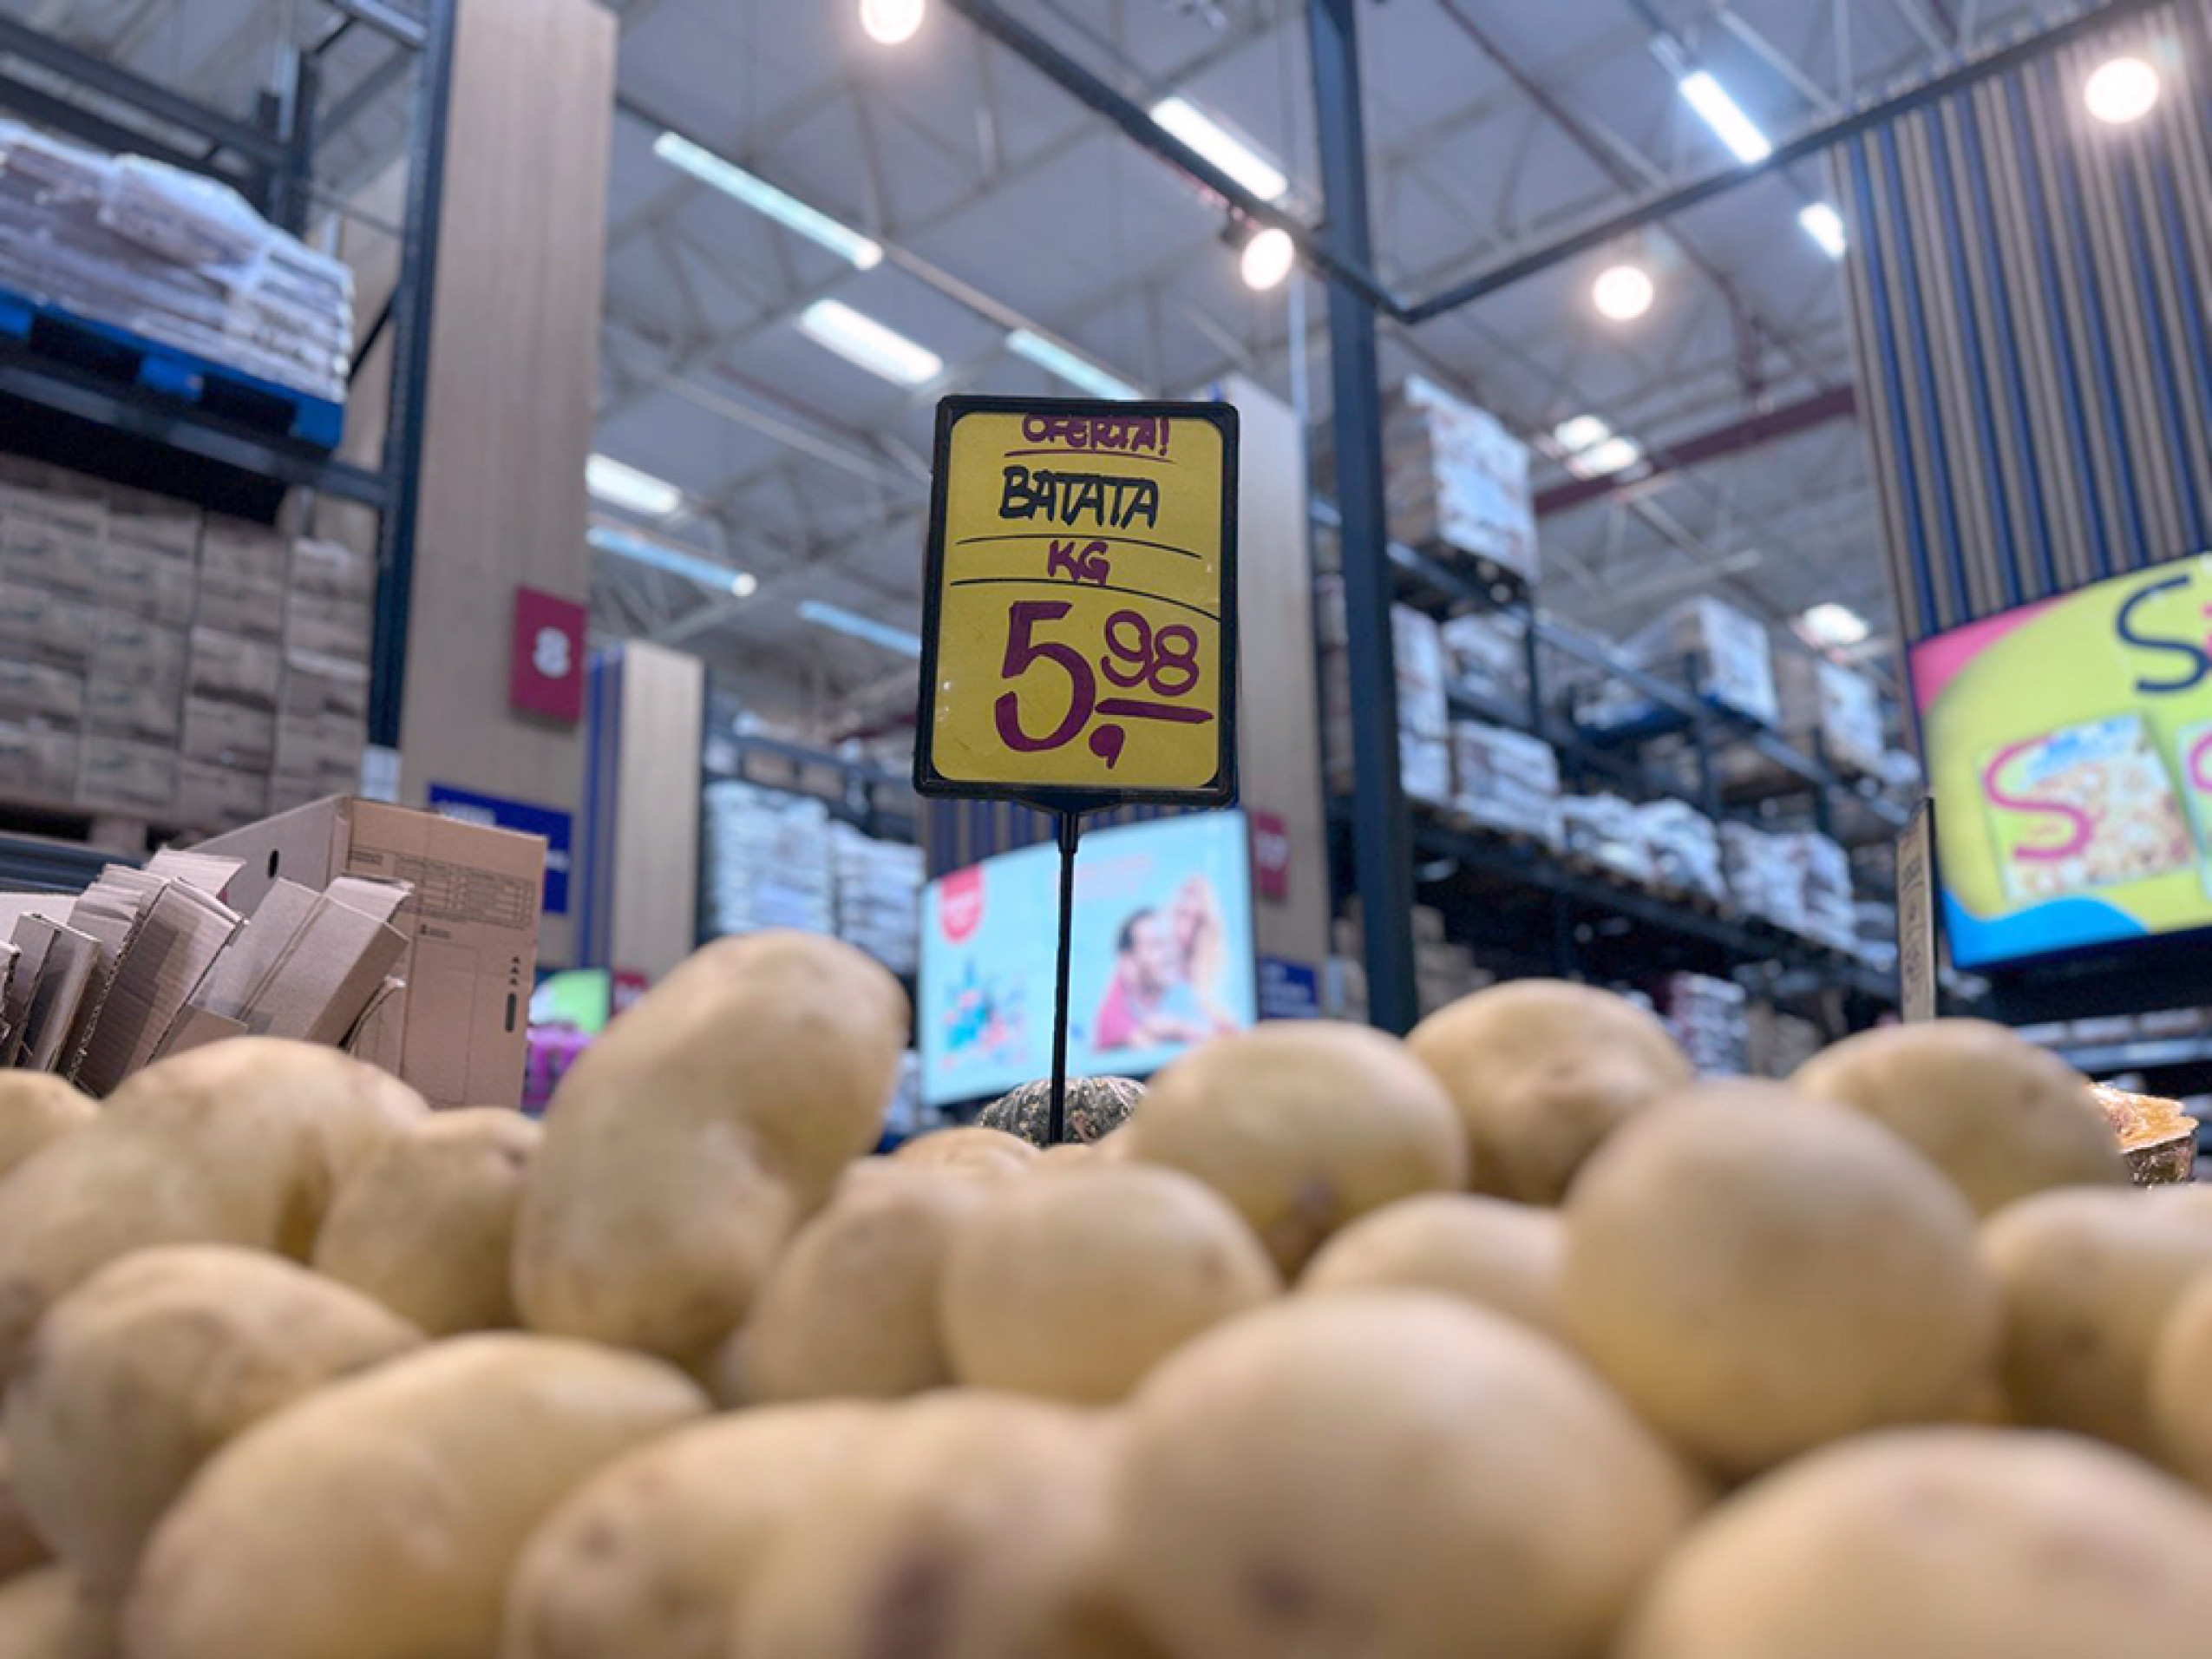 OFERTA!
BATATA
KG
5,98
8